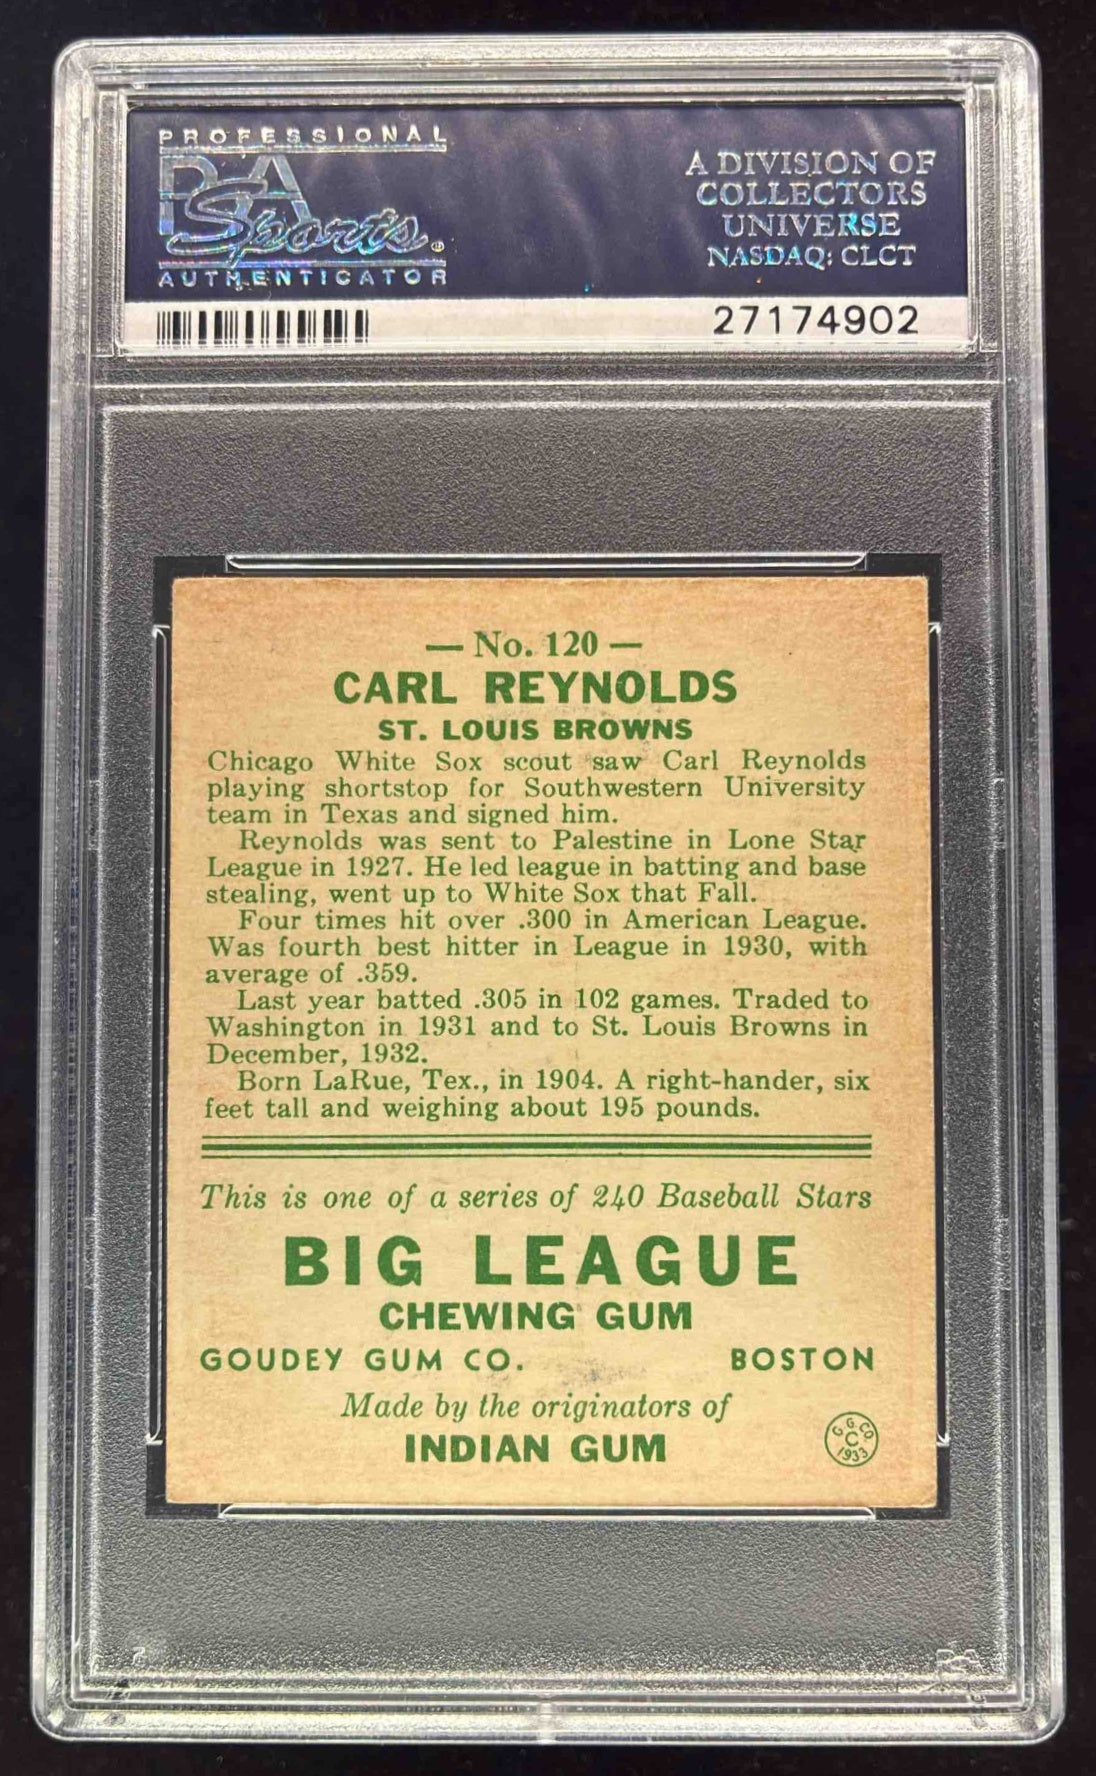 PROFESSIONAL
PSA
Sports
®
AUTHENTICATOR
A DIVISION OF
COLLECTORS
UNIVERSE
NASDAQ: CLCT
27174902
— No. 120 —
CARL REYNOLDS
ST. LOUIS BROWNS
Chicago White Sox scout saw Carl Reynolds
playing shortstop for Southwestern University
team in Texas and signed him.
Reynolds was sent to Palestine in Lone Star
League in 1927. He led league in batting and base
stealing, went up to White Sox that Fall.
Four times hit over .300 in American League.
Was fourth best hitter in League in 1930, with
average of .359.
Last year batted .305 in 102 games. Traded to
Washington in 1931 and to St. Louis Browns in
December, 1932.
Born LaRue, Tex., in 1904. A right-hander, six
feet tall and weighing about 195 pounds.
This is one of a series of 240 Baseball Stars
BIG LEAGUE
CHEWING GUM
GOUDEY GUM CO. BOSTON
Made by the originators of
INDIAN GUM
G. G. CO.
C
1933
PSA